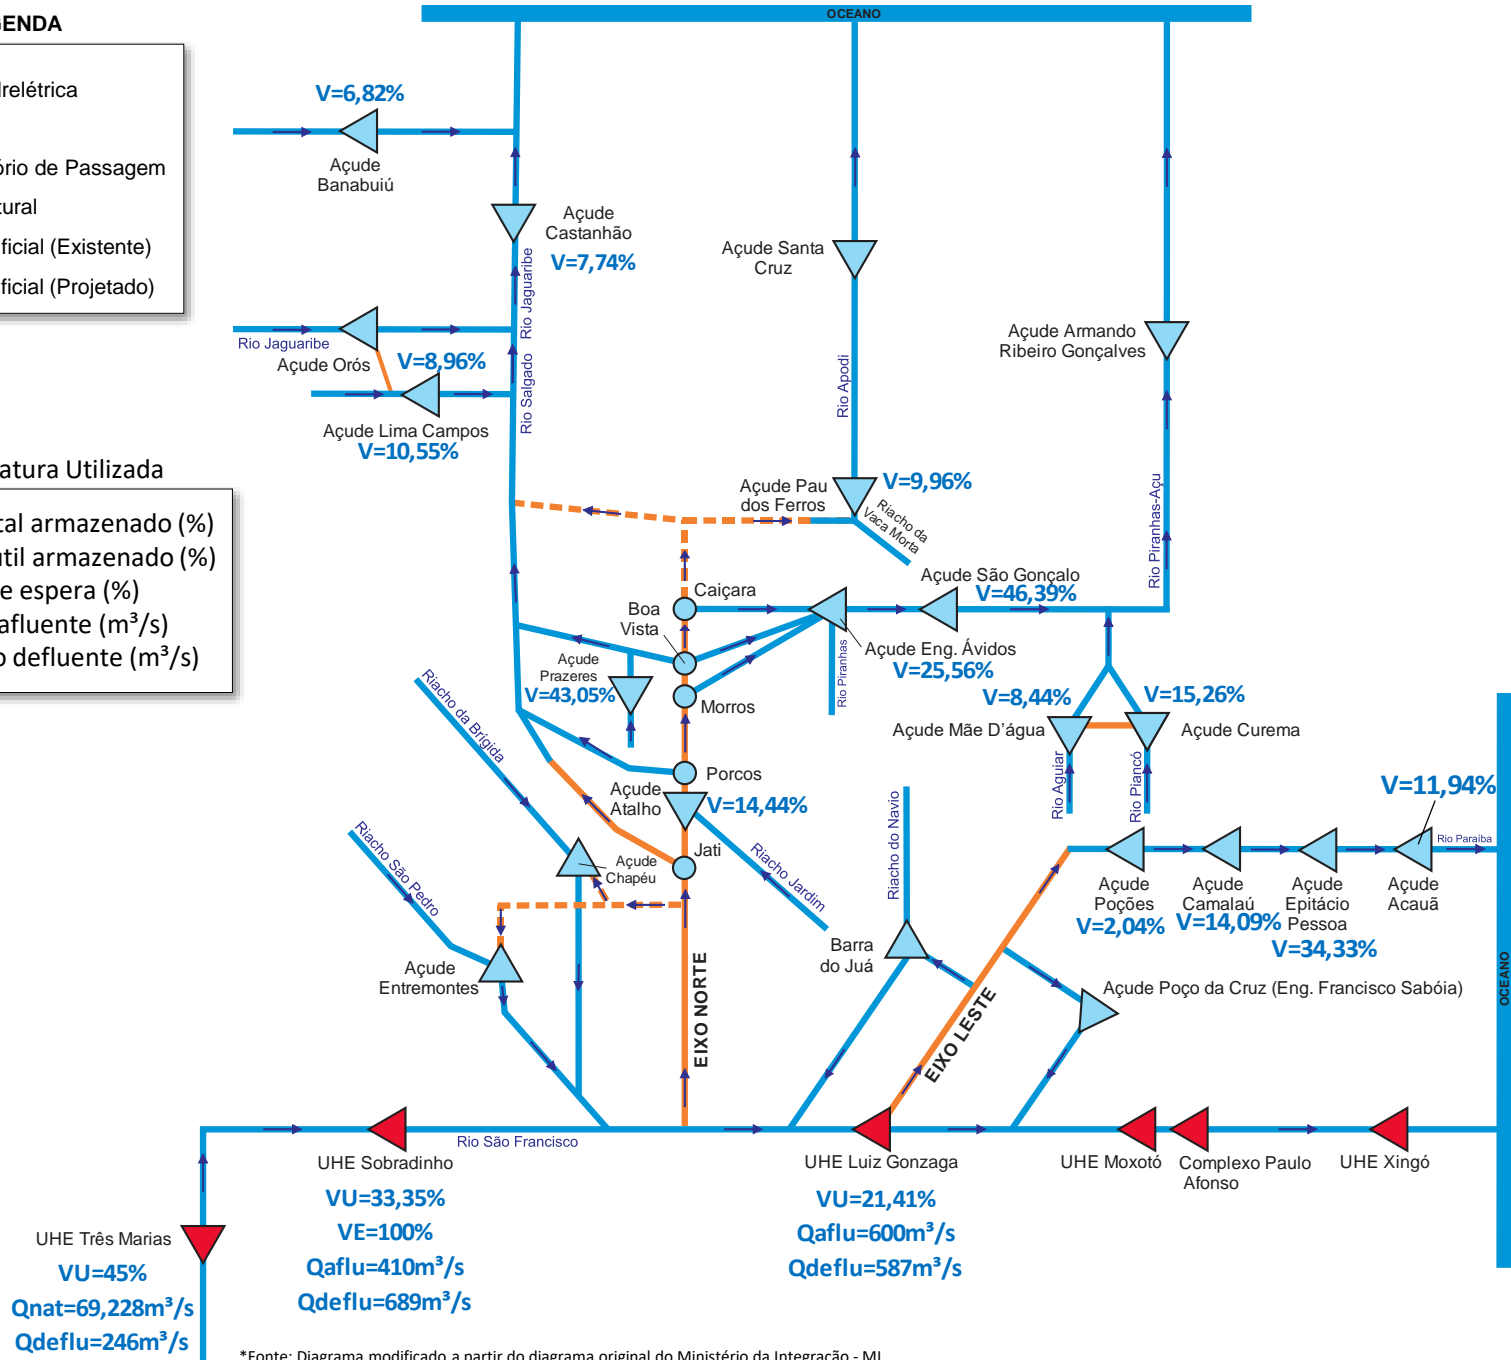 OCEANO
GENDA
drelétrica
ório de Passagem
tural
ificial (Existente)
ificial (Projetado)
V=6,82%
Açude
Banabuiú
Açude
Castanhão
V=7,74%
Rio Jaguaribe
Açude Santa
Cruz
Rio Jaguaribe
Açude Orós
V=8,96%
Rio Salgado
Açude Lima Campos
V=10,55%
Açude Armando
Ribeiro Gonçalves
Rio Apodi
Rio Piranhas-Açu
atura Utilizada
tal armazenado (%)
útil armazenado (%)
e espera (%)
afluente (m³/s)
o defluente (m³/s)
Açude Pau
dos Ferros
V=9,96%
Riacho da
Vaca Morta
Açude São Gonçalo
V=46,39%
Caiçara
Boa
Vista
Açude Eng. Ávidos
V=25,56%
Rio Piranhas
Açude
Prazeres
V=43,05%
Morros
V=8,44%
V=15,26%
Açude Mãe D'água
Açude Curema
Rio Aguiar
Rio Piancó
Riacho da Brigida
Porcos
Açude
Atalho
V=14,44%
Jati
Riacho Jardim
Açude
Chapéu
Riacho São Pedro
Açude
Entremontes
Riacho do Navio
Barra
do Juá
V=11,94%
Rio Paraiba
Açude
Poções
V=2,04%
Açude
Camalaú
V=14,09%
Açude
Epitácio
Pessoa
V=34,33%
Açude
Acauã
OCEANO
Açude Poço da Cruz (Eng. Francisco Sabóia)
EIXO NORTE
EIXO LESTE
Rio São Francisco
UHE Sobradinho
VU=33,35%
VE=100%
Qaflu=410m³/s
Qdeflu=689m³/s
UHE Luiz Gonzaga
VU=21,41%
Qaflu=600m³/s
Qdeflu=587m³/s
UHE Moxotó
Complexo Paulo
Afonso
UHE Xingó
UHE Três Marias
VU=45%
Qnat=69,228m³/s
Qdeflu=246m³/s
*Fonte: Diagrama modificado a partir do diagrama original do Ministério da Integração - MI